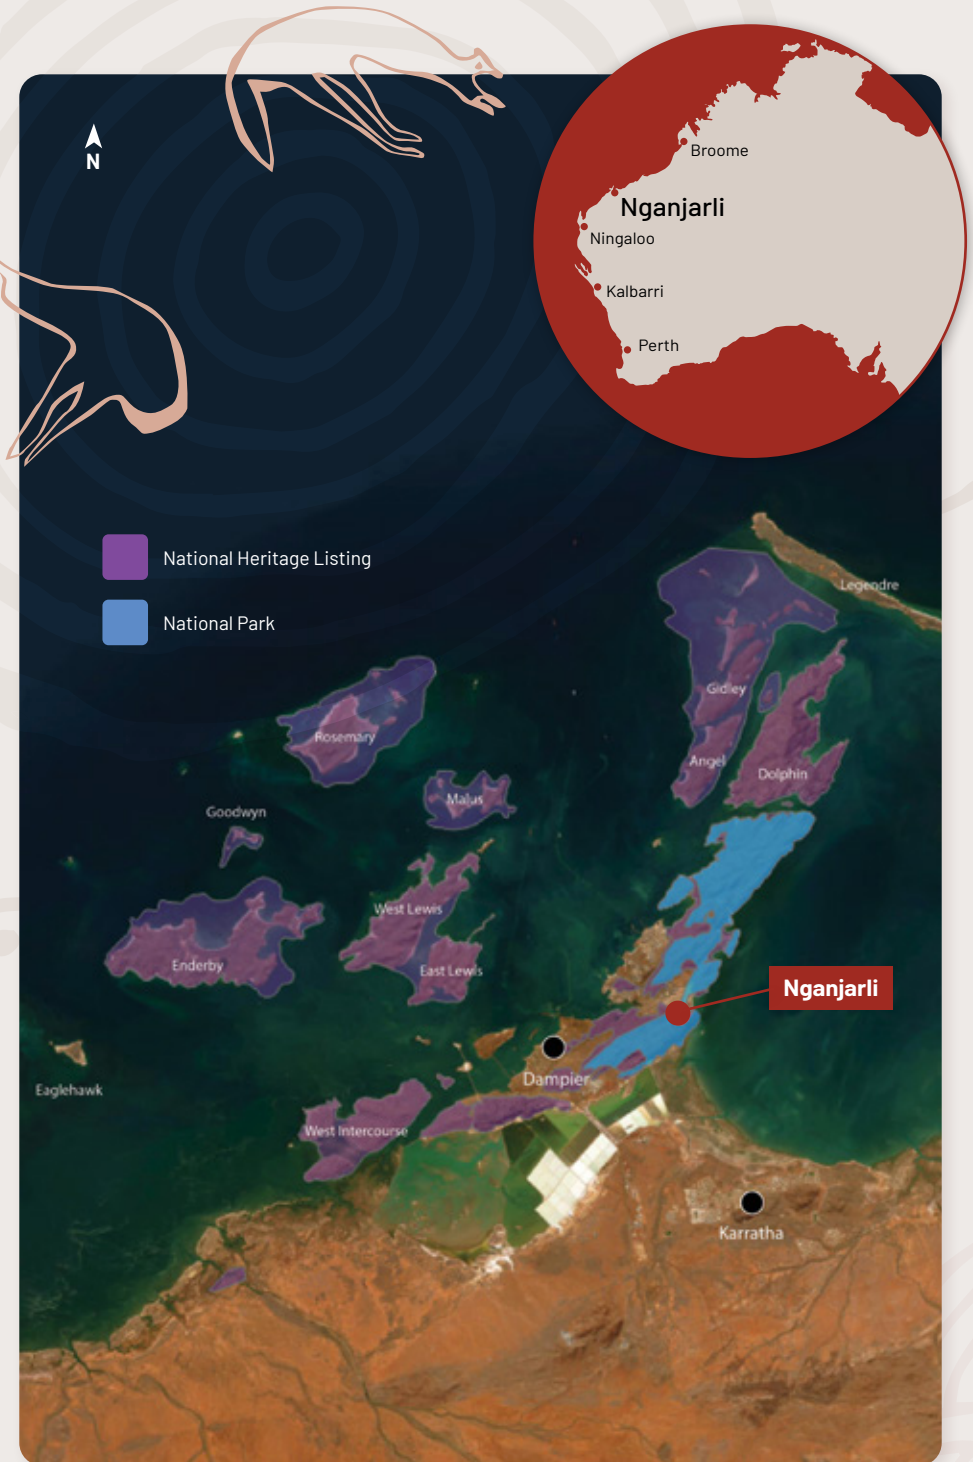 N
Broome
Nganjarli
Ningaloo
Kalbarri
Perth
National Heritage Listing
National Park
Legendre
Gidley
Rosemary
Angel
Dolphin
Malus
Goodwyn
West Lewis
Enderby
East Lewis
Nganjarli
Dampier
Eaglehawk
West Intercourse
Karratha